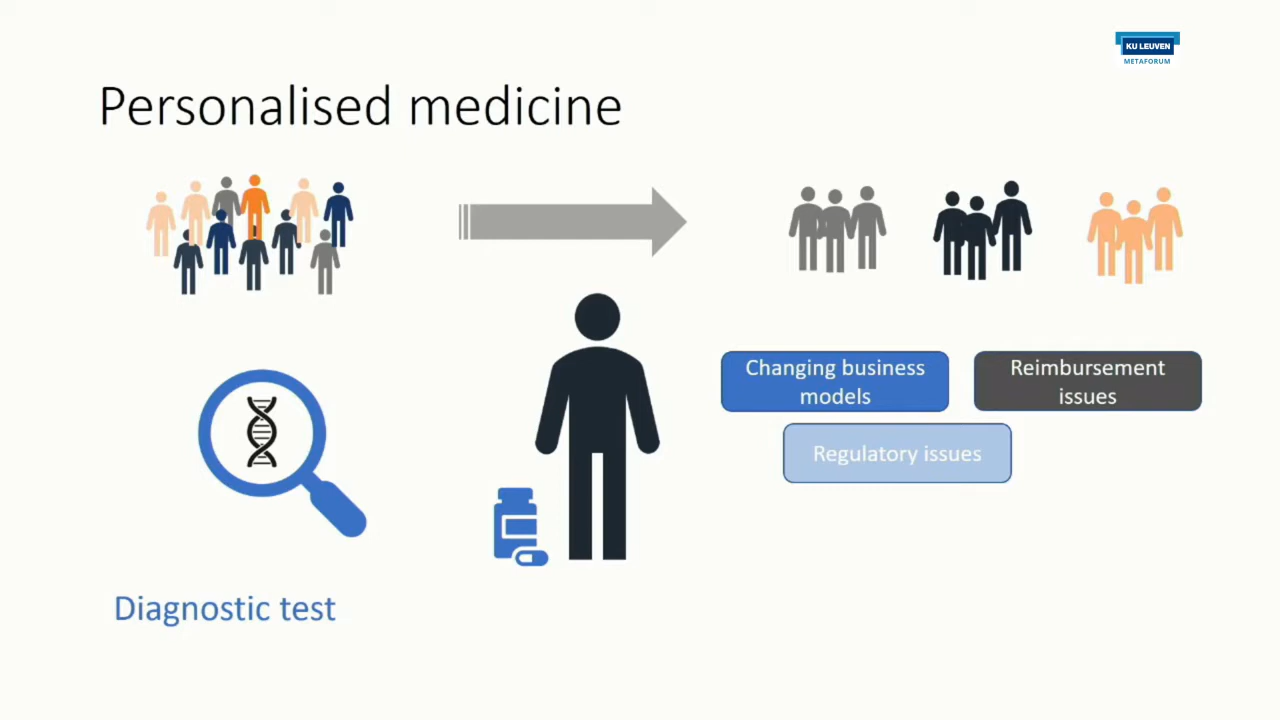 KU LEUVEN
METAFORUM
Personalised medicine
Changing business
models
Reimbursement
issues
Regulatory issues
Diagnostic test